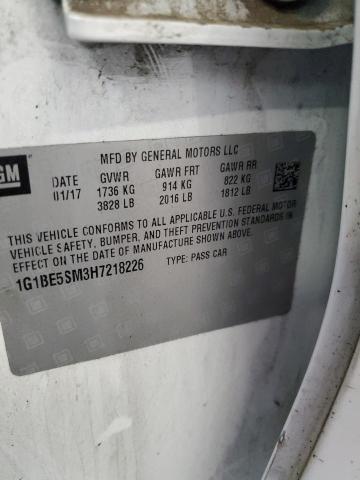 GM
MFD BY GENERAL MOTORS LLC
DATE GVWR GAWR FRT GAWR RR
01/17 1736 KG 914 KG 822 KG
3828 LB 2016 LB 1812 LB
THIS VEHICLE CONFORMS TO ALL APPLICABLE U.S. FEDERAL MOTOR
VEHICLE SAFETY, BUMPER, AND THEFT PREVENTION STANDARDS IN
EFFECT ON THE DATE OF MANUFACTURE SHOWN ABOVE.
1G1BE5SM3H7218226 TYPE: PASS CAR